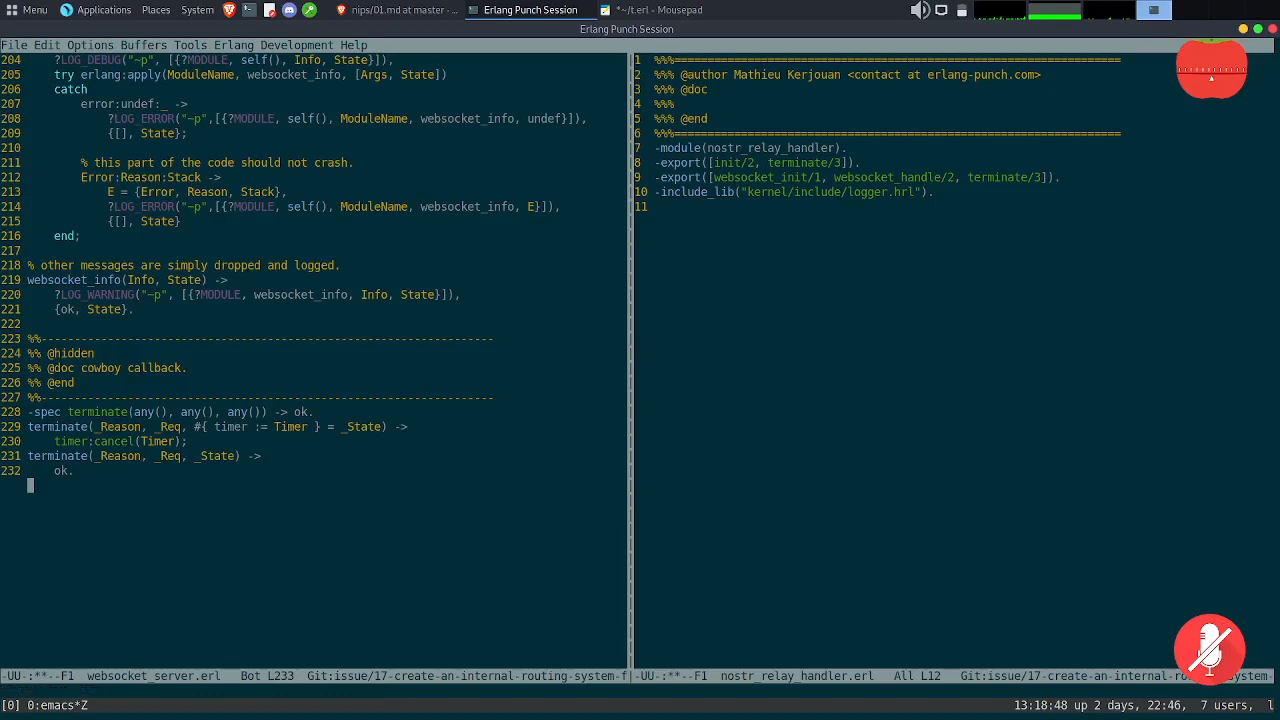 Menu Applications Places System nips/01.md at master - ... Erlang Punch Session *~/t.erl - Mousepad
Erlang Punch Session
File Edit Options Buffers Tools Erlang Development Help
204     ?LOG_DEBUG("~p", [{?MODULE, self(), Info, State}]),
205     try erlang:apply(ModuleName, websocket_info, [Args, State])
206     catch
207         error:undef:_ ->
208             ?LOG_ERROR("~p",[{?MODULE, self(), ModuleName, websocket_info, undef}]),
209             {[], State};
210
211         % this part of the code should not crash.
212         Error:Reason:Stack ->
213             E = {Error, Reason, Stack},
214             ?LOG_ERROR("~p",[{?MODULE, self(), ModuleName, websocket_info, E}]),
215             {[], State}
216     end;
217
218 % other messages are simply dropped and logged.
219 websocket_info(Info, State) ->
220     ?LOG_WARNING("~p", [{?MODULE, websocket_info, Info, State}]),
221     {ok, State}.
222
223 %%--------------------------------------------------------------------
224 %% @hidden
225 %% @doc cowboy callback.
226 %% @end
227 %%--------------------------------------------------------------------
228 -spec terminate(any(), any(), any()) -> ok.
229 terminate(_Reason, _Req, #{ timer := Timer } = _State) ->
230     timer:cancel(Timer);
231 terminate(_Reason, _Req, _State) ->
232     ok.
1 %%%===================================================================
2 %%% @author Mathieu Kerjouan <contact at erlang-punch.com>
3 %%% @doc
4 %%%
5 %%% @end
6 %%%===================================================================
7 -module(nostr_relay_handler).
8 -export([init/2, terminate/3]).
9 -export([websocket_init/1, websocket_handle/2, terminate/3]).
10 -include_lib("kernel/include/logger.hrl").
11
-UU-:**--F1  websocket_server.erl   Bot L233  Git:issue/17-create-an-internal-routing-system-f
-UU-:**--F1  nostr_relay_handler.erl   All L12   Git:issue/17-create-an-internal-routing-system-
[0] 0:emacs*Z 13:18:48 up 2 days, 22:46, 7 users, l